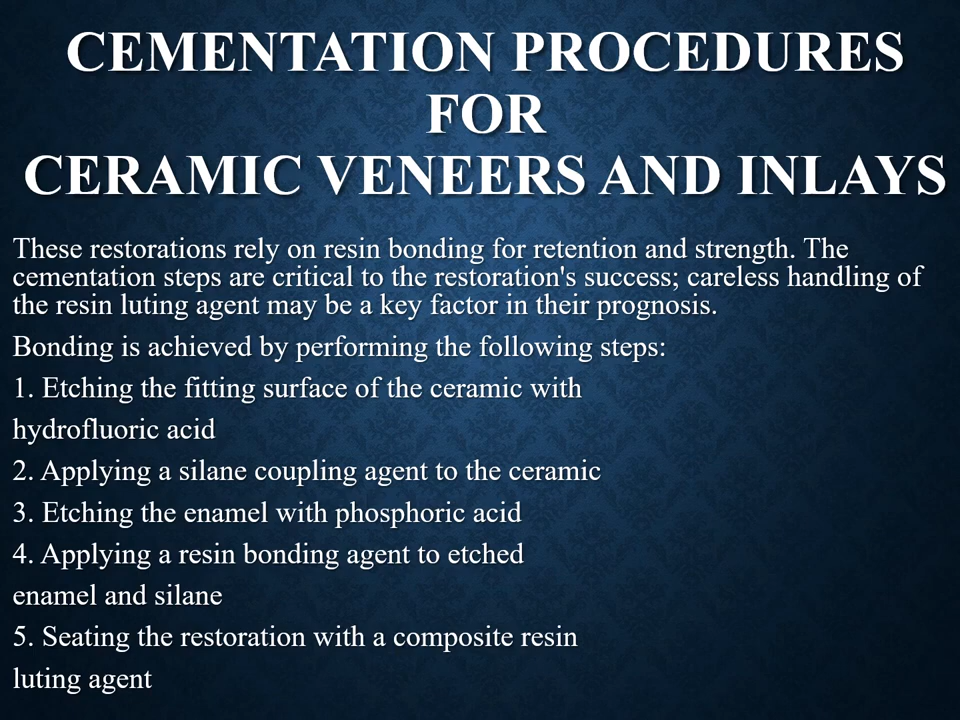 CEMENTATION PROCEDURES
FOR
CERAMIC VENEERS AND INLAYS
These restorations rely on resin bonding for retention and strength. The
cementation steps are critical to the restoration's success; careless handling of
the resin luting agent may be a key factor in their prognosis.
Bonding is achieved by performing the following steps:
1. Etching the fitting surface of the ceramic with
hydrofluoric acid
2. Applying a silane coupling agent to the ceramic
3. Etching the enamel with phosphoric acid
4. Applying a resin bonding agent to etched
enamel and silane
5. Seating the restoration with a composite resin
luting agent